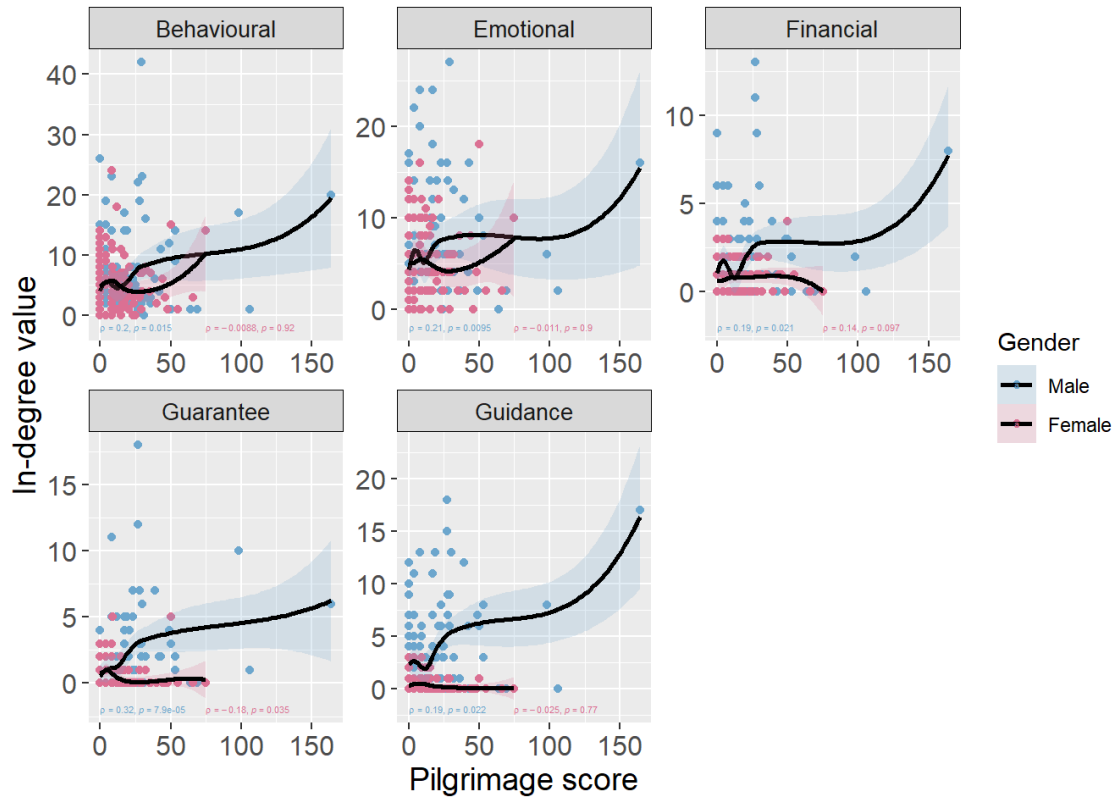 Behavioural
Emotional
Financial
40
30
20
10
0
ρ = 0.2, p = 0.015
ρ = −0.0088, p = 0.92
0 50 100 150
20
10
0
ρ = 0.21, p = 0.0095
ρ = −0.011, p = 0.9
0 50 100 150
10
5
0
ρ = 0.19, p = 0.021
ρ = 0.14, p = 0.097
0 50 100 150
In-degree value
Guarantee
Guidance
15
10
5
0
ρ = 0.32, p = 7.9e-05
ρ = −0.18, p = 0.035
0 50 100 150
20
15
10
5
0
ρ = 0.19, p = 0.022
ρ = −0.025, p = 0.77
0 50 100 150
Pilgrimage score
Gender
Male
Female